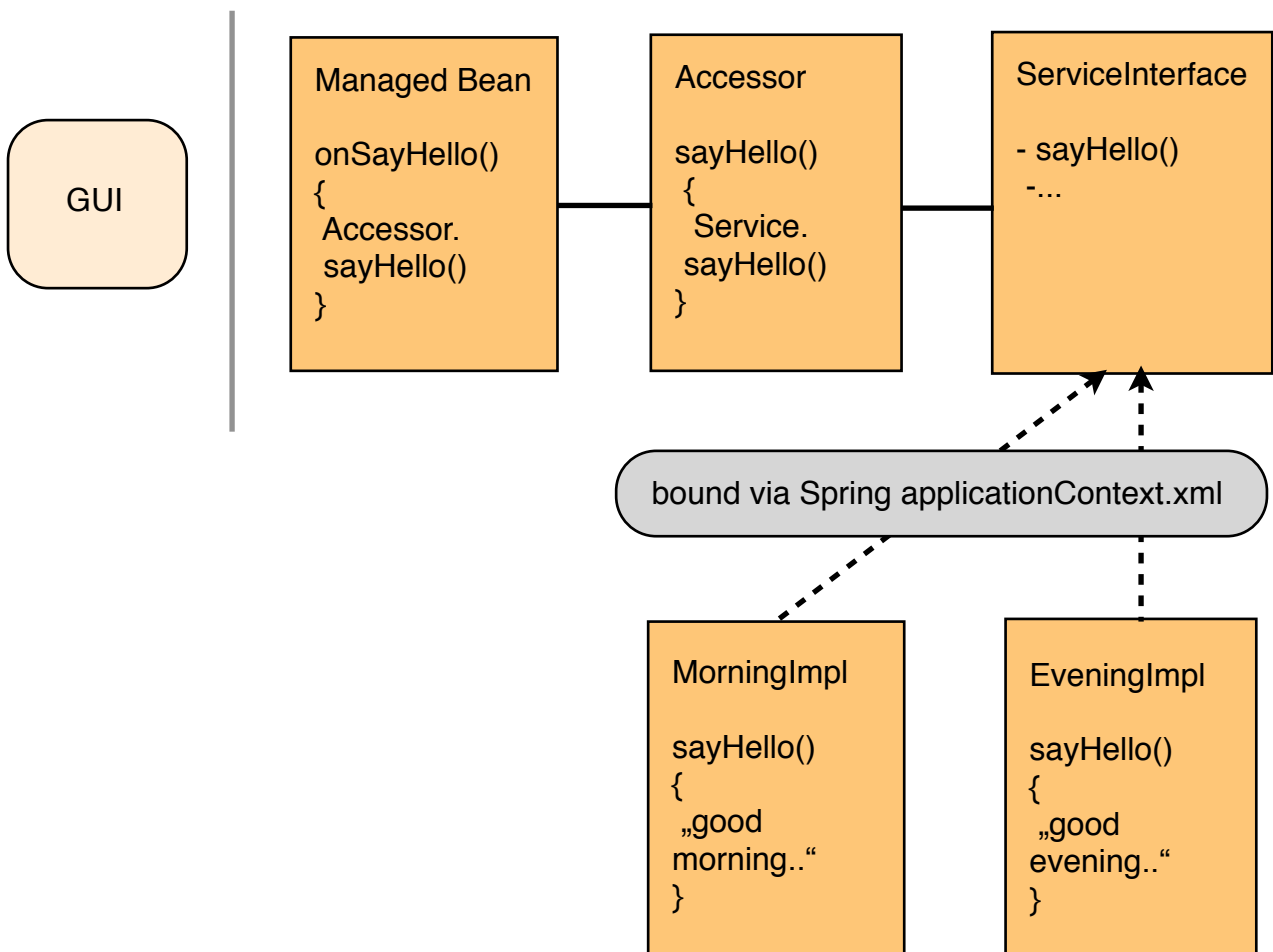 GUI
Managed Bean
onSayHello()
{
Accessor.
sayHello()
}
Accessor
sayHello()
{
Service.
sayHello()
}
ServiceInterface
- sayHello()
-...
bound via Spring applicationContext.xml
MorningImpl
sayHello()
{
„good
morning..“
}
EveningImpl
sayHello()
{
„good
evening..“
}